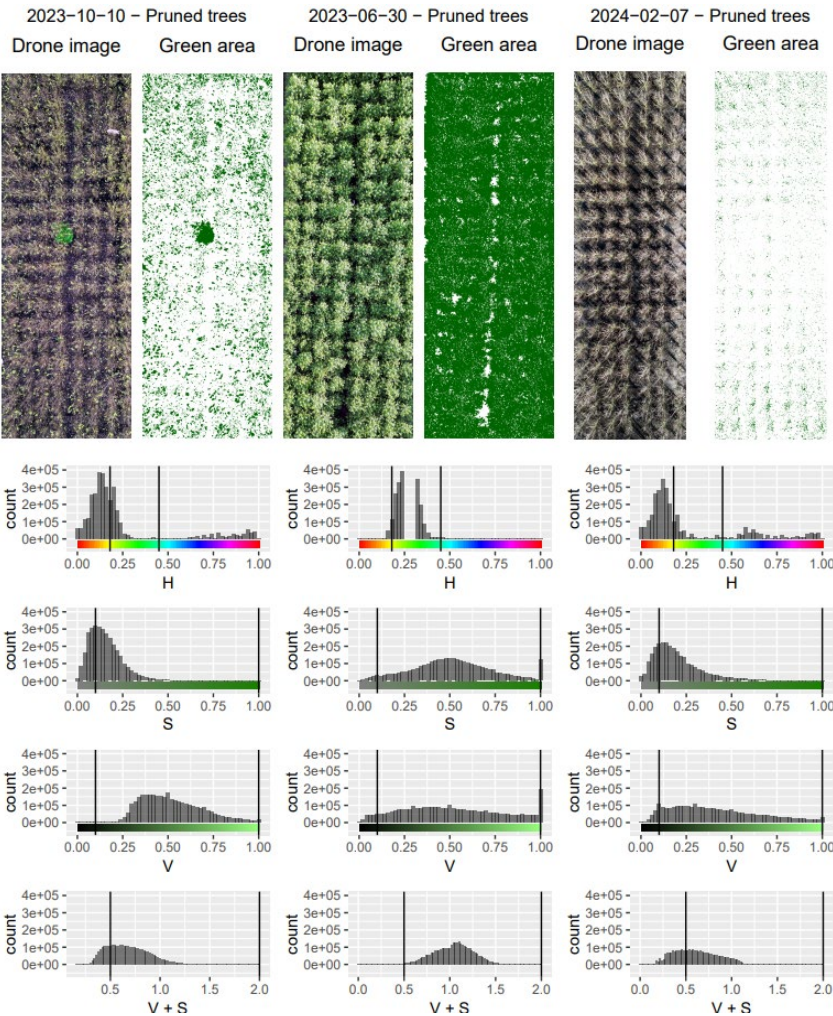 2023−10−10 − Pruned trees 2023−06−30 − Pruned trees 2024−02−07 − Pruned trees
Drone image Green area Drone image Green area Drone image Green area
4e+05 4e+05 4e+05
3e+05 3e+05 3e+05
2e+05 2e+05 2e+05
1e+05 1e+05 1e+05
0e+00 0e+00 0e+00
count count count
0.00 0.25 0.50 0.75 1.00 0.00 0.25 0.50 0.75 1.00 0.00 0.25 0.50 0.75 1.00
H H H
4e+05 4e+05 4e+05
3e+05 3e+05 3e+05
2e+05 2e+05 2e+05
1e+05 1e+05 1e+05
0e+00 0e+00 0e+00
count count count
0.00 0.25 0.50 0.75 1.00 0.00 0.25 0.50 0.75 1.00 0.00 0.25 0.50 0.75 1.00
S S S
4e+05 4e+05 4e+05
3e+05 3e+05 3e+05
2e+05 2e+05 2e+05
1e+05 1e+05 1e+05
0e+00 0e+00 0e+00
count count count
0.00 0.25 0.50 0.75 1.00 0.00 0.25 0.50 0.75 1.00 0.00 0.25 0.50 0.75 1.00
V V V
4e+05 4e+05 4e+05
3e+05 3e+05 3e+05
2e+05 2e+05 2e+05
1e+05 1e+05 1e+05
0e+00 0e+00 0e+00
count count count
0.5 1.0 1.5 2.0 0.0 0.5 1.0 1.5 2.0 0.0 0.5 1.0 1.5 2.0
V + S V + S V + S